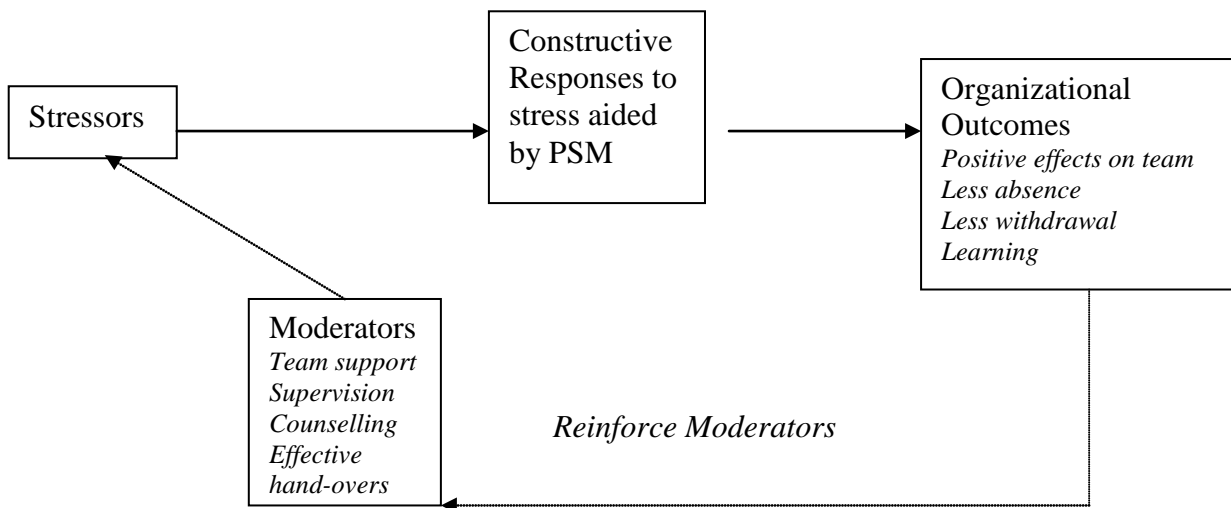 Stressors
Constructive
Responses to
stress aided
by PSM
Organizational
Outcomes
Positive effects on team
Less absence
Less withdrawal
Learning
Moderators
Team support
Supervision
Counselling
Effective
hand-overs
Reinforce Moderators